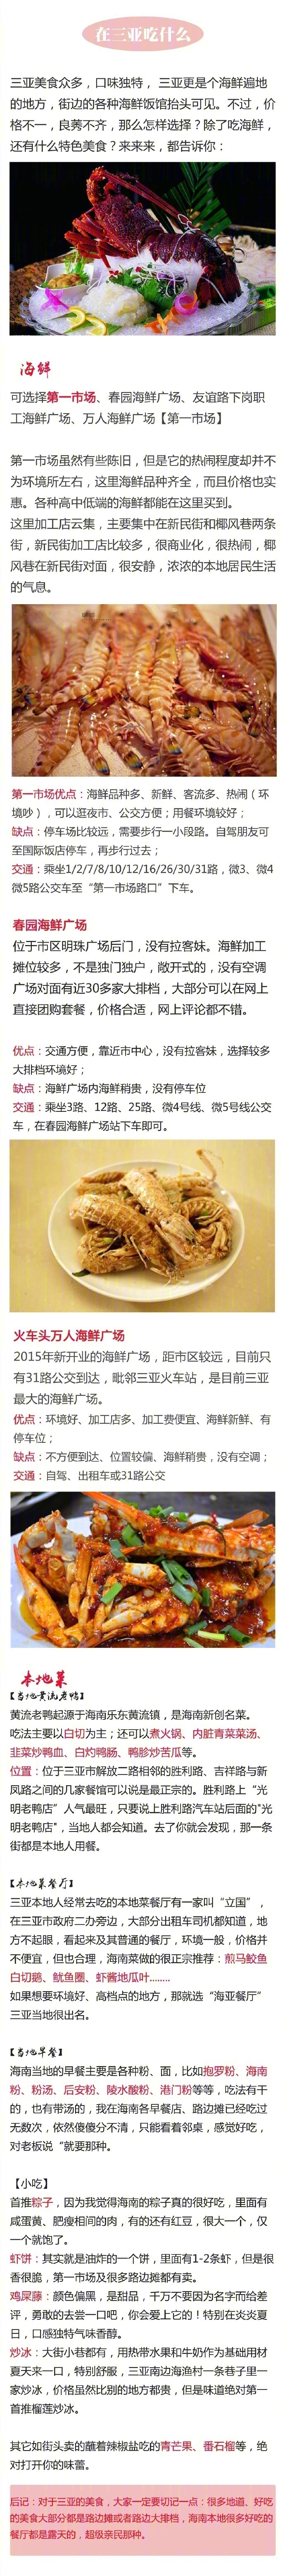 在三亚吃什么
三亚美食众多，口味独特， 三亚更是个海鲜遍地
的地方，街边的各种海鲜饭馆抬头可见。不过，价
格不一，良莠不齐，那么怎样选择？除了吃海鲜，
还有什么特色美食？来来来，都告诉你：
海鲜
可选择第一市场、春园海鲜广场、友谊路下岗职
工海鲜广场、万人海鲜广场【第一市场】
第一市场虽然有些陈旧，但是它的热闹程度却并不
为环境所左右，这里海鲜品种齐全，而且价格也实
惠。各种高中低端的海鲜都能在这里买到。
这里加工店云集，主要集中在新民街和椰风巷两条
街，新民街加工店比较多，很商业化，很热闹，椰
风巷在新民街对面，很安静，浓浓的本地居民生活
的气息。
第一市场优点：海鲜品种多、新鲜、客流多、热闹（环
境吵），可以逛夜市、公交方便；用餐环境较好；
缺点：停车场比较远，需要步行一小段路。自驾朋友可
至国际饭店停车，再步行过去；
交通：乘坐1/2/7/8/10/12/16/26/30/31路，微3、微4
微5路公交车至“第一市场路口”下车。
春园海鲜广场
位于市区明珠广场后门，没有拉客妹。海鲜加工
摊位较多，不是独门独户，敞开式的，没有空调
广场对面有近30多家大排档，大部分可以在网上
直接团购套餐，价格合适，网上评论都不错。
优点：交通方便，靠近市中心，没有拉客妹，选择较多
大排档环境好；
缺点：海鲜广场内海鲜稍贵，没有停车位
交通：乘坐3路、12路、25路、微4号线、微5号线公交
车，在春园海鲜广场站下车即可。
火车头万人海鲜广场
2015年新开业的海鲜广场，距市区较远，目前只
有31路公交到达，毗邻三亚火车站，是目前三亚
最大的海鲜广场。
优点：环境好、加工店多、加工费便宜、海鲜新鲜、有
停车位；
缺点：不方便到达、位置较偏、海鲜稍贵，没有空调；
交通：自驾、出租车或31路公交
本地菜
【当地黄流老鸭】
黄流老鸭起源于海南乐东黄流镇，是海南新创名菜。
吃法主要以白切为主；还可以煮火锅、内脏青菜菜汤、
韭菜炒鸭血、白灼鸭肠、鸭胗炒苦瓜等。
位置：位于三亚市解放二路相邻的胜利路、吉祥路与新
风路之间的几家餐馆可以说是最正宗的。胜利路上“光
明老鸭店”人气最旺，只要说上胜利路汽车站后面的"光
明老鸭店"，当地人都会知道。去了你就会发现，那一条
街都是本地人用餐。
【本地菜餐厅】
三亚本地人经常去吃的本地菜餐厅有一家叫“立国”，
在三亚市政府二办旁边，大部分出租车司机都知道，地
方不起眼，看起来及其普通的餐厅，环境一般，价格并
不便宜，但也合理，海南菜做的很正宗推荐：煎马鲛鱼
白切鹅、鱿鱼圈、虾酱地瓜叶........
如果想要环境好、高档点的地方，那就选“海亚餐厅”
三亚当地很出名。
【当地早餐】
海南当地的早餐主要是各种粉、面，比如抱罗粉、海南
粉、粉汤、后安粉、陵水酸粉、港门粉等等，吃法有干
的，也有带汤的，我在海南各早餐店、路边摊已经吃过
无数次，依然傻傻分不清，只能看着邻桌，感觉好吃，
对老板说“就要那种。
【小吃】
首推粽子，因为我觉得海南的粽子真的很好吃，里面有
咸蛋黄、肥瘦相间的肉，有的还有红豆，很大一个，仅
一个就饱了。
虾饼：其实就是油炸的一个饼，里面有1-2条虾，但是很
香很脆，第一市场及很多路边摊都有卖。
鸡屎藤：颜色偏黑，是甜品，千万不要因为名字而给差
评，勇敢的去尝一口吧，你会爱上它的！特别在炎炎夏
日，口感独特气味香醇。
炒冰：大街小巷都有，用热带水果和牛奶作为基础用材
夏天来一口，特别舒服，三亚南边海渔村一条巷子里一
家炒冰，价格虽然比别的地方都贵，但是味道绝对第一
首推榴莲炒冰。
其它如街头卖的蘸着辣椒盐吃的青芒果、番石榴等，绝
对打开你的味蕾。
后记：对于三亚的美食，大家一定要切记一点：很多地道、好吃
的美食大部分都是路边摊或者路边大排档，海南本地很多好吃的
餐厅都是露天的，超级亲民那种。